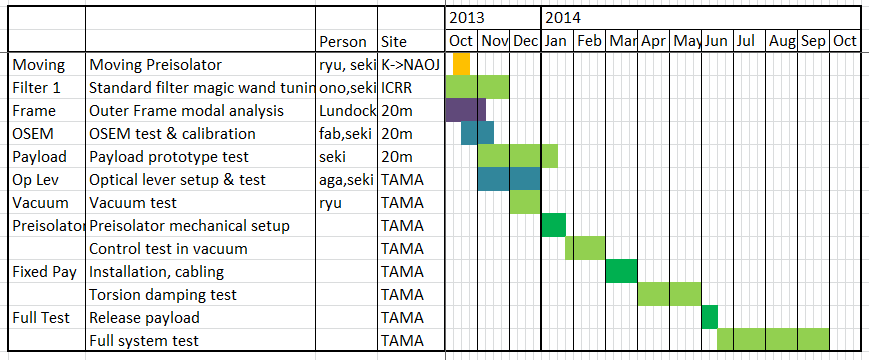 2013 2014
Person Site Oct Nov Dec Jan Feb Mar Apr May Jun Jul Aug Sep Oct
Moving Moving Preisolator ryu, seki K->NAOJ
Filter 1 Standard filter magic wand tunin ono,seki ICRR
Frame Outer Frame modal analysis Lundock 20m
OSEM OSEM test & calibration fab,seki 20m
Payload Payload prototype test seki 20m
Op Lev Optical lever setup & test aga,seki TAMA
Vacuum Vacuum test ryu TAMA
Preisolator Preisolator mechanical setup TAMA
Control test in vacuum TAMA
Fixed Pay Installation, cabling TAMA
Torsion damping test TAMA
Full Test Release payload TAMA
Full system test TAMA